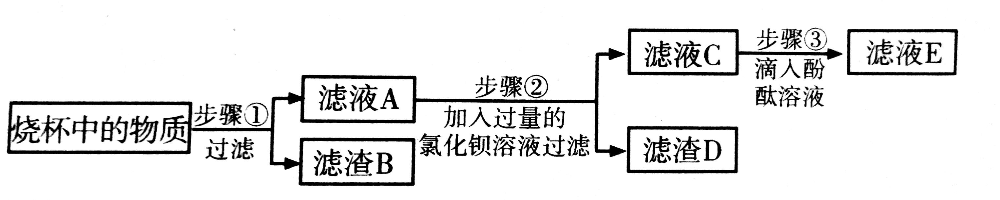 烧杯中的物质
步骤①
过滤
滤液A
滤渣B
步骤②
加入过量的
氯化钡溶液过滤
滤液C
滤渣D
步骤③
滴入酚
酞溶液
滤液E